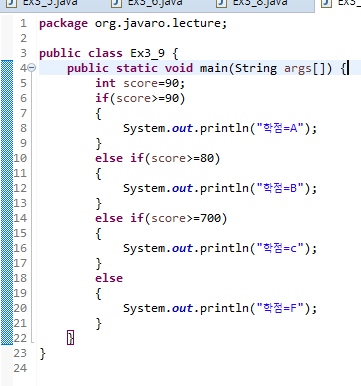 Ex3_5.java Ex3_6.java Ex3_8.java
1 package org.javaro.lecture;
2
3 public class Ex3_9 {
4 public static void main(String args[]) {
5 int score=90;
6 if(score>=90)
7 {
8 System.out.println("학점=A");
9 }
10 else if(score>=80)
11 {
12 System.out.println("학점=B");
13 }
14 else if(score>=700)
15 {
16 System.out.println("학점=c");
17 }
18 else
19 {
20 System.out.println("학점=F");
21 }
22 }
23 }
24